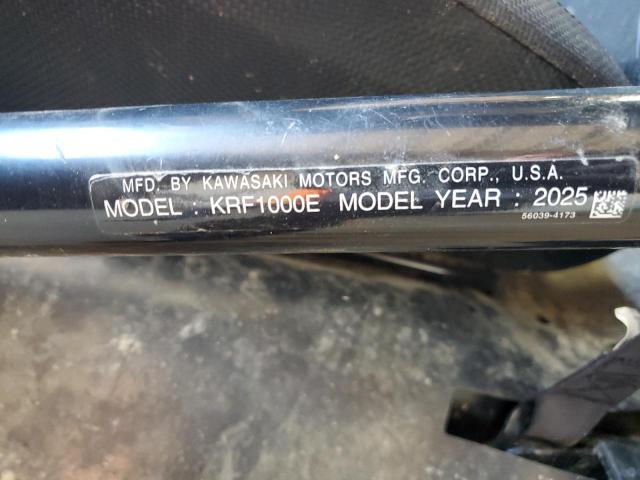 MFD. BY KAWASAKI MOTORS MFG. CORP., U.S.A.
MODEL : KRF1000E MODEL YEAR : 2025
56039-4173